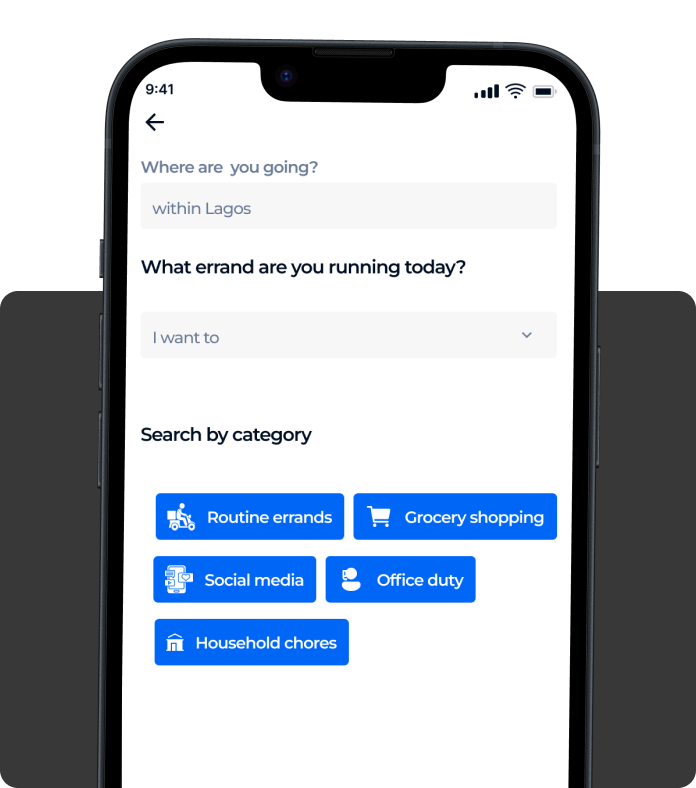 9:41
Where are you going?
within Lagos
What errand are you running today?
I want to
Search by category
Routine errands
Grocery shopping
Social media
Office duty
Household chores